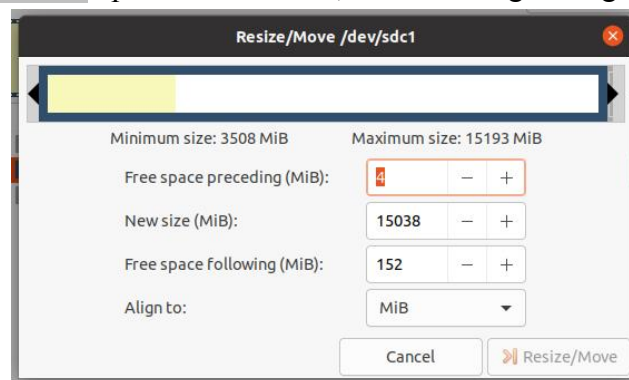 Resize/Move /dev/sdc1
Minimum size: 3508 MiB Maximum size: 15193 MiB
Free space preceding (MiB): 4 − +
New size (MiB): 15038 − +
Free space following (MiB): 152 − +
Align to: MiB
Cancel Resize/Move